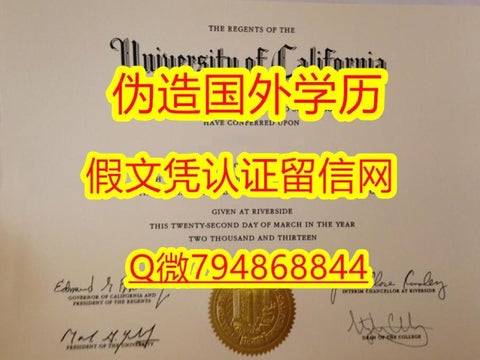 THE REGENTS OF THE
University of California
伪造国外学历
HAVE CONFERRED UPON
假文凭认证留信网
GIVEN AT RIVERSIDE
THIS TWENTY-SECOND DAY OF MARCH IN THE YEAR
TWO THOUSAND AND THIRTEEN
Q微794868844
GOVERNOR OF CALIFORNIA AND
PRESIDENT OF THE REGENTS
INTERIM CHANCELLOR AT RIVERSIDE
PRESIDENT OF THE UNIVERSITY
DEAN OF THE COLLEGE